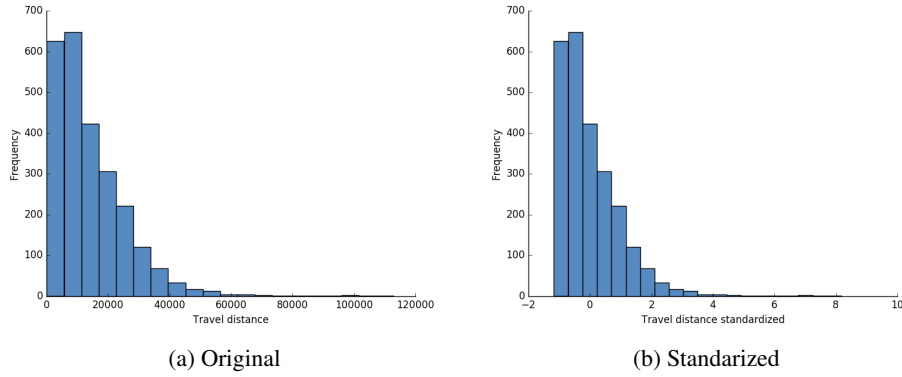 700
600
500
400
300
200
100
0
Frequency
0 20000 40000 60000 80000 100000 120000
Travel distance
(a) Original
700
600
500
400
300
200
100
0
Frequency
−2 0 2 4 6 8 10
Travel distance standardized
(b) Standarized